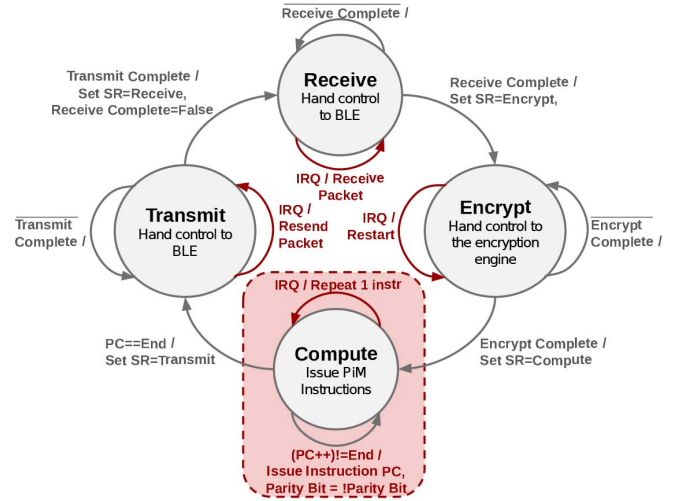 Receive Complete /
Receive
Hand control
to BLE
Transmit Complete /
Set SR=Receive,
Receive Complete=False
Receive Complete /
Set SR=Encrypt,
IRQ / Receive
Packet
Transmit
Hand control to
BLE
Transmit
Complete /
IRQ /
Resend
Packet
IRQ /
Restart
Encrypt
Hand control to
the encryption
engine
Encrypt
Complete /
IRQ / Repeat 1 instr
Compute
Issue PiM
Instructions
PC==End /
Set SR=Transmit
Encrypt Complete /
Set SR=Compute
(PC++)!=End /
Issue Instruction PC,
Parity Bit = !Parity Bit